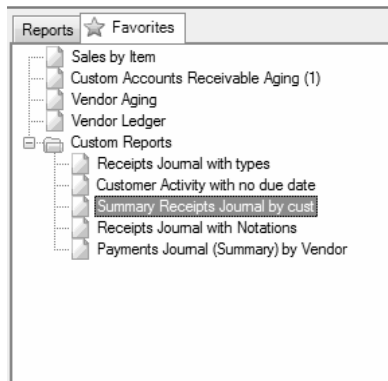 Reports Favorites
Sales by Item
Custom Accounts Receivable Aging (1)
Vendor Aging
Vendor Ledger
Custom Reports
Receipts Journal with types
Customer Activity with no due date
Summary Receipts Journal by cust
Receipts Journal with Notations
Payments Journal (Summary) by Vendor